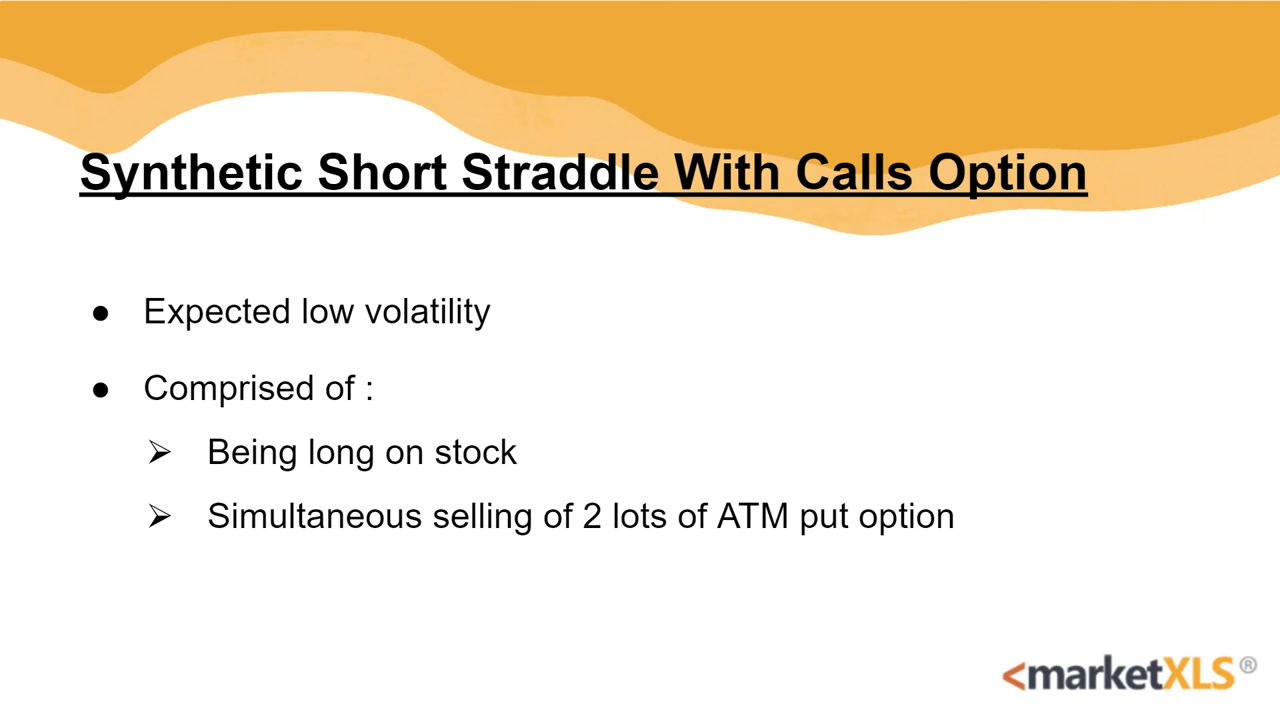 Synthetic Short Straddle With Calls Option
● Expected low volatility
● Comprised of :
➢ Being long on stock
➢ Simultaneous selling of 2 lots of ATM put option
<marketXLS®